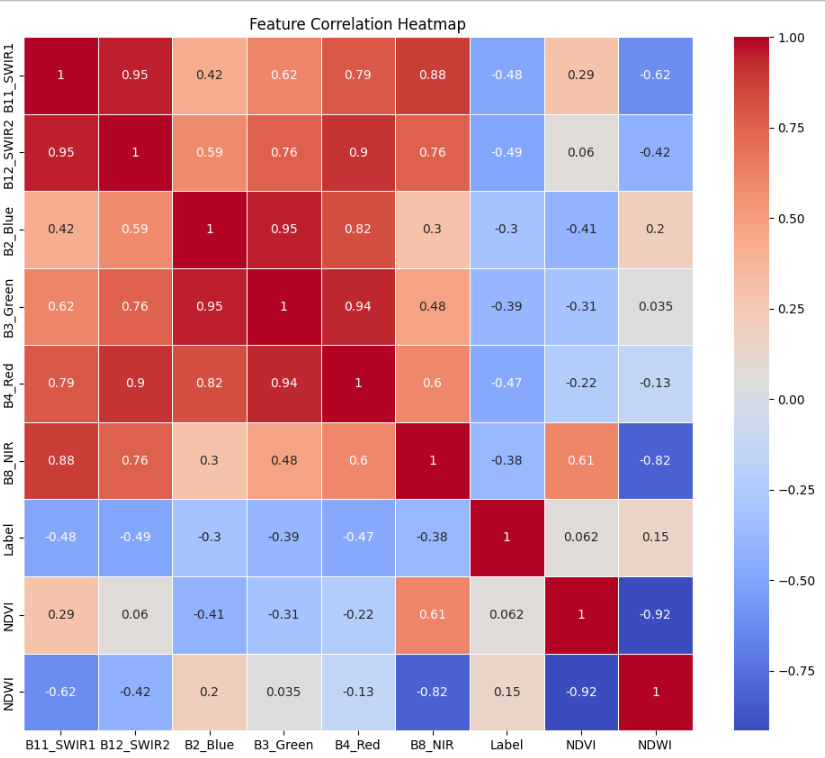 Feature Correlation Heatmap
B11_SWIR1 1 0.95 0.42 0.62 0.79 0.88 -0.48 0.29 -0.62
B12_SWIR2 0.95 1 0.59 0.76 0.9 0.76 -0.49 0.06 -0.42
B2_Blue 0.42 0.59 1 0.95 0.82 0.3 -0.3 -0.41 0.2
B3_Green 0.62 0.76 0.95 1 0.94 0.48 -0.39 -0.31 0.035
B4_Red 0.79 0.9 0.82 0.94 1 0.6 -0.47 -0.22 -0.13
B8_NIR 0.88 0.76 0.3 0.48 0.6 1 -0.38 0.61 -0.82
Label -0.48 -0.49 -0.3 -0.39 -0.47 -0.38 1 0.062 0.15
NDVI 0.29 0.06 -0.41 -0.31 -0.22 0.61 0.062 1 -0.92
NDWI -0.62 -0.42 0.2 0.035 -0.13 -0.82 0.15 -0.92 1
B11_SWIR1 B12_SWIR2 B2_Blue B3_Green B4_Red B8_NIR Label NDVI NDWI
1.00
0.75
0.50
0.25
0.00
−0.25
−0.50
−0.75